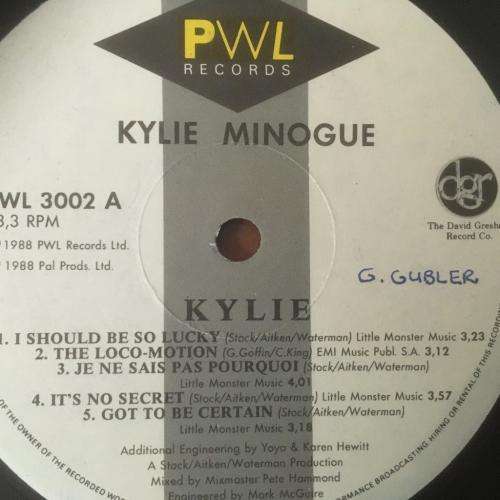 PWL
RECORDS
KYLIE MINOGUE
WL 3002 A
3,3 RPM
1988 PWL Records Ltd.
1988 Pal Prods. Ltd.
dgr
The David Gresha
Record Co.
G. GUBLER
KYLIE
1. I SHOULD BE SO LUCKY (Stock/Aitken/Waterman) Little Monster Music 3,23
2. THE LOCO-MOTION (G.Goffin/C.King) EMI Music Publ. S.A. 3,12
3. JE NE SAIS PAS POURQUOI (Stock/Aitken/Waterman)
Little Monster Music 4,01
4. IT'S NO SECRET (Stock/Aitken/Waterman) Little Monster Music 3,57
5. GOT TO BE CERTAIN (Stock/Aitken/Waterman)
Little Monster Music 3,18
Additional Engineering by Yoyo & Karen Hewitt
A Stock/Aitken/Waterman Production
Mixed by Mixmaster Pete Hammond
Engineered by Mark McGuire
OF THE OWNER OF THE RECORDED WO
RMANCE BROADCASTING HIRING OR RENTAL OF THIS